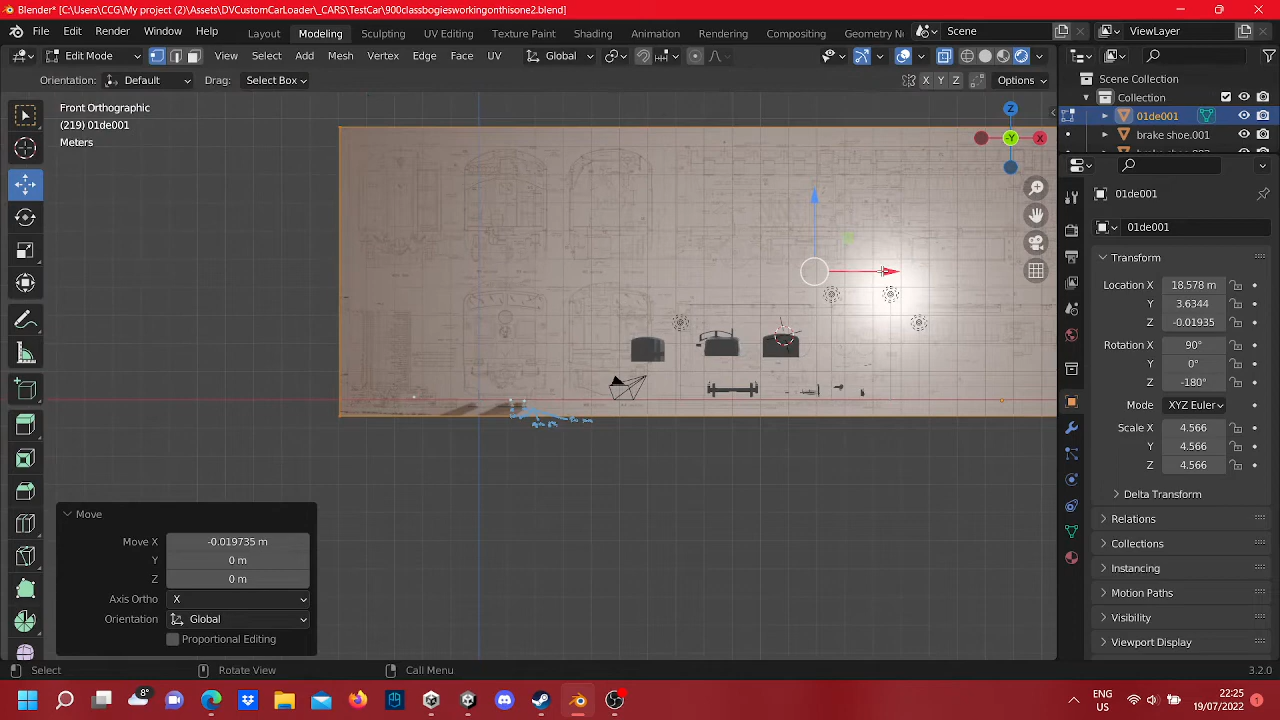 Blender* [C:\Users\CCG\My project (2)\Assets\DVCustomCarLoader\_CARS\TestCar\900classbogiesworkingonthisone2.blend]
File Edit Render Window Help Layout Modeling Sculpting UV Editing Texture Paint Shading Animation Rendering Compositing Geometry N Scene ViewLayer
Edit Mode View Select Add Mesh Vertex Edge Face UV Global
Orientation: Default Drag: Select Box X Y Z Options
Front Orthographic
(219) 01de001
Meters
Z
-Y
X
Scene Collection
Collection
01de001
brake shoe.001
01de001
01de001
Transform
Location X 18.578 m
Y 3.6344
Z -0.01935
Rotation X 90°
Y 0°
Z -180°
Mode XYZ Euler
Scale X 4.566
Y 4.566
Z 4.566
Delta Transform
Relations
Collections
Instancing
Motion Paths
Visibility
Viewport Display
Move
Move X -0.019735 m
Y 0 m
Z 0 m
Axis Ortho X
Orientation Global
Proportional Editing
Select Rotate View Call Menu 3.2.0
8°
ENG
US
22:25
19/07/2022
1